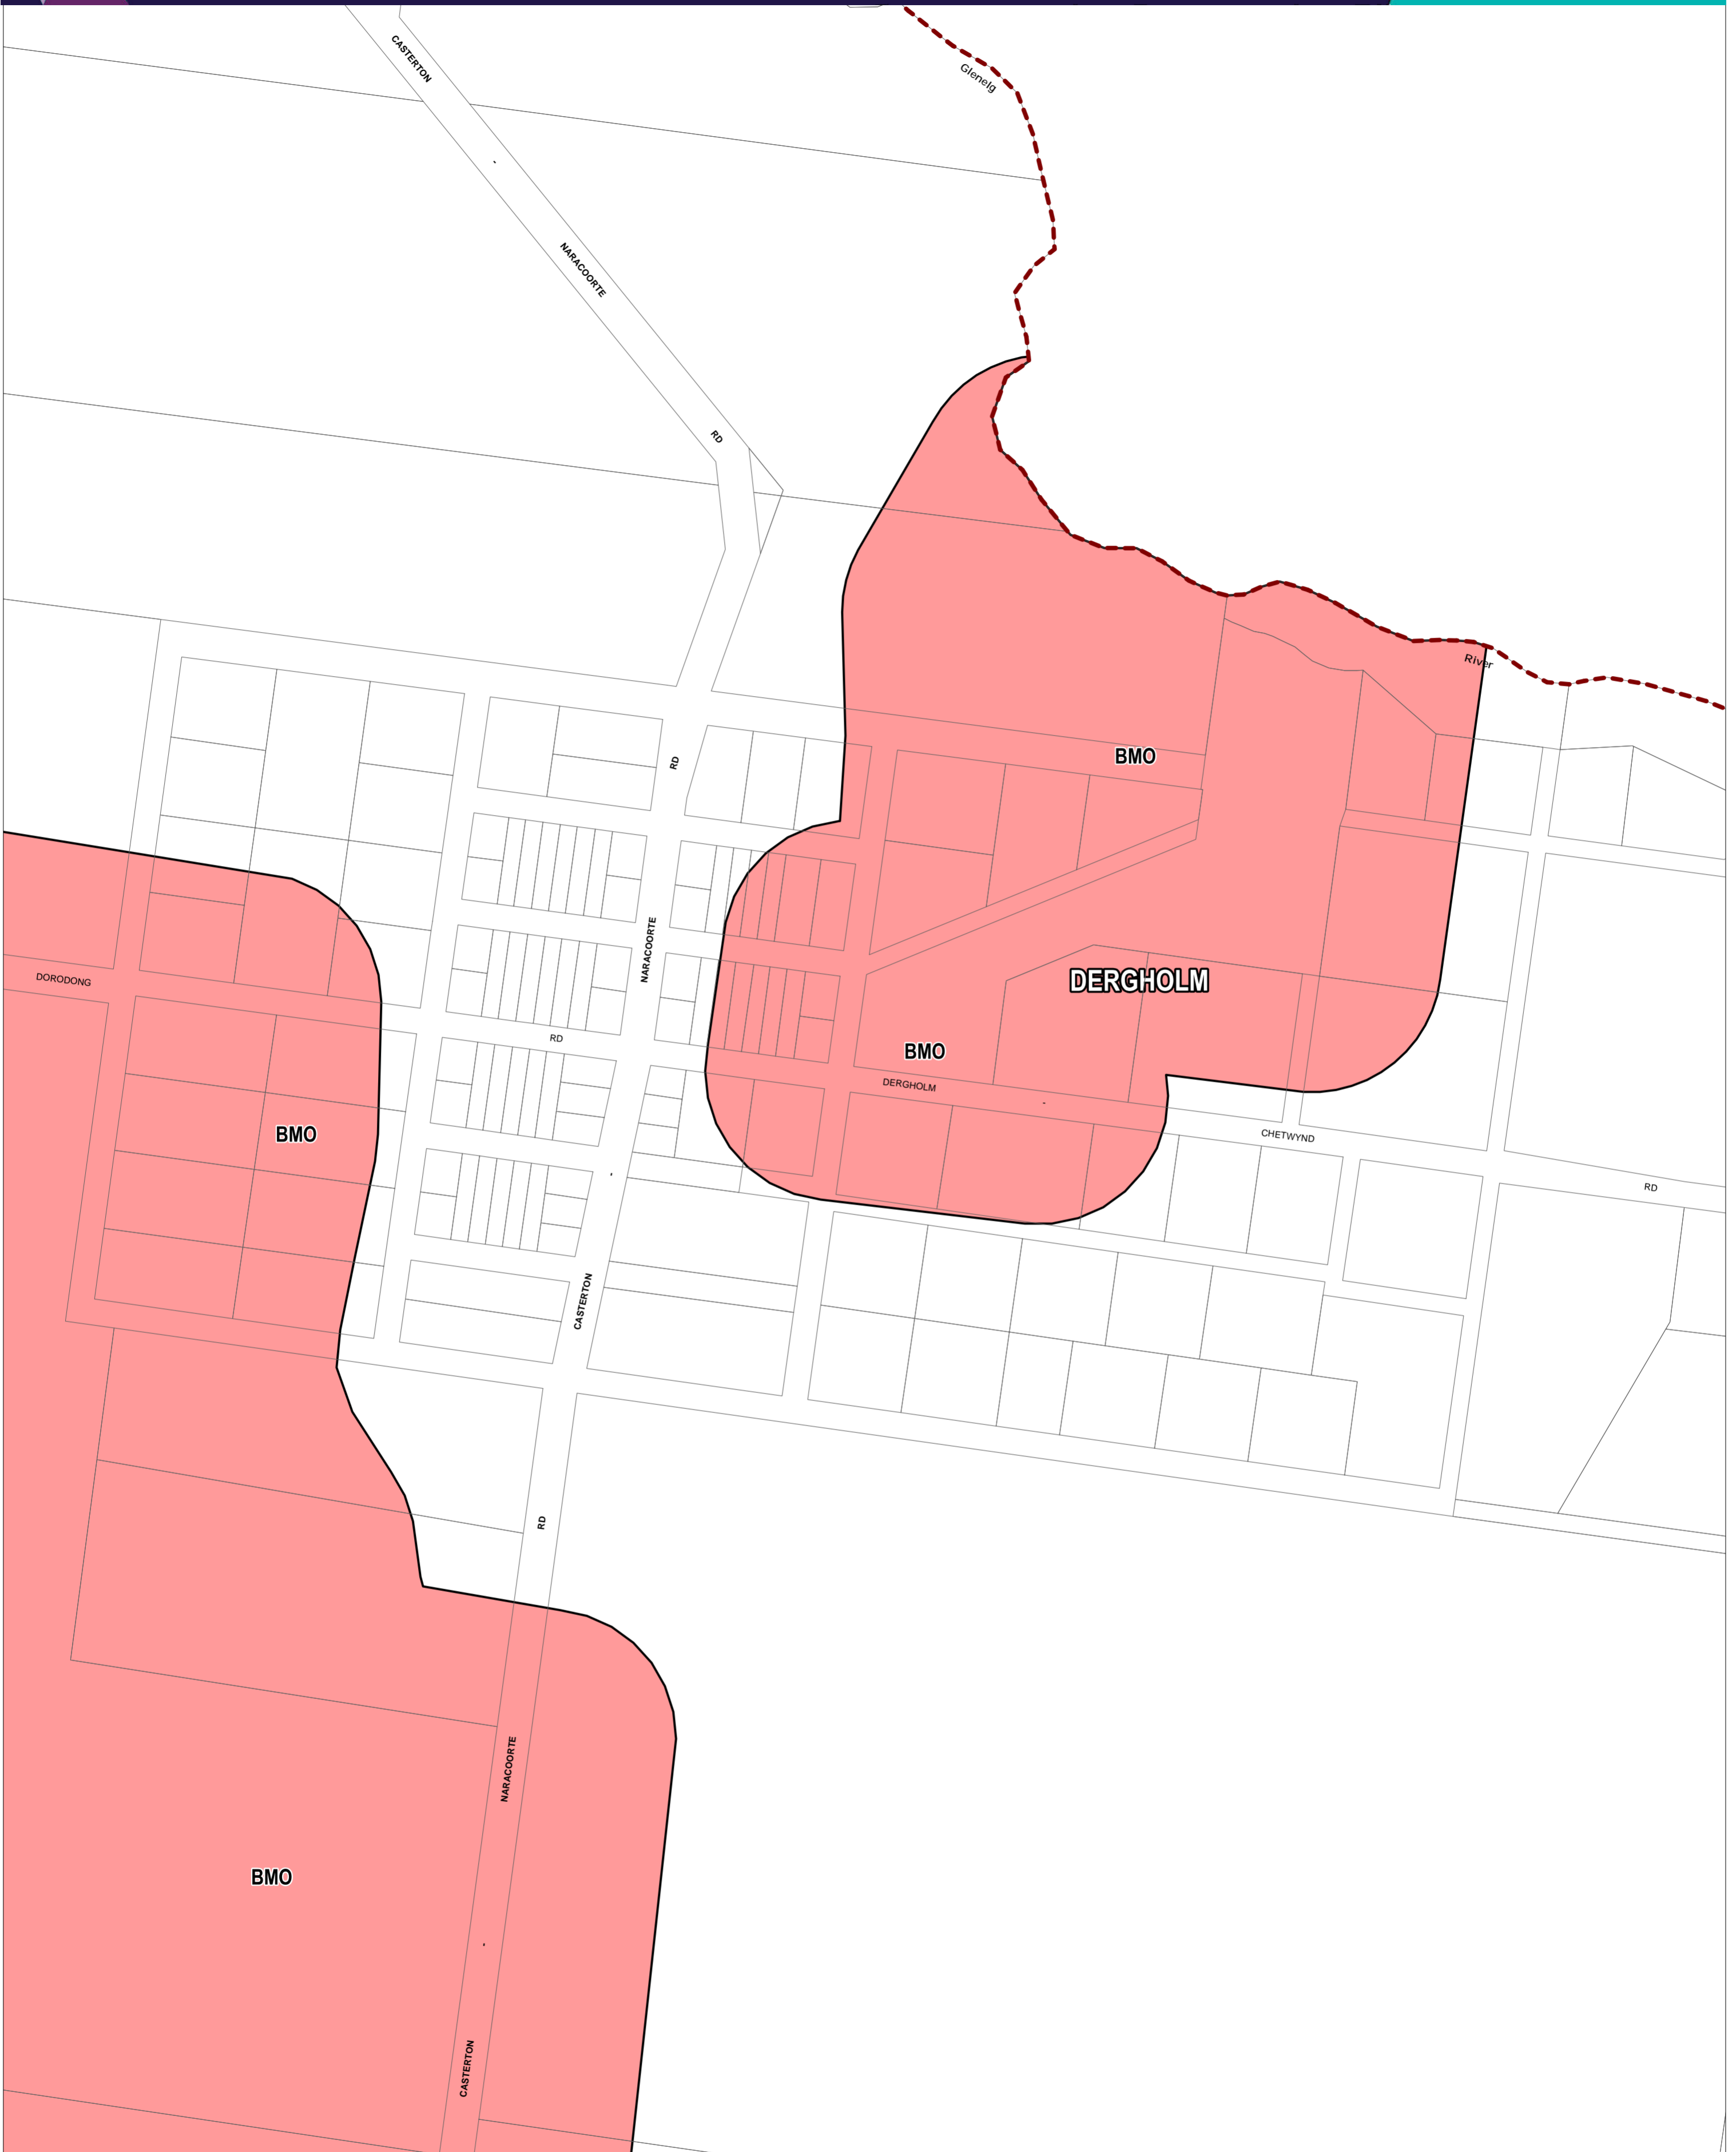 CASTERTON
-
NARACOORTE
RD
Glenelg
River
RD
BMO
NARACOORTE
DORODONG
RD
DERGHOLM
BMO
DERGHOLM
-
CHETWYND
RD
BMO
-
CASTERTON
RD
NARACOORTE
BMO
-
CASTERTON